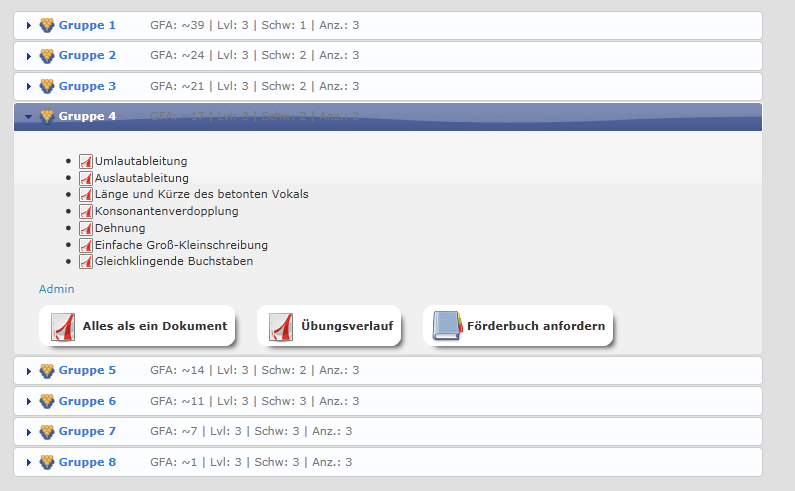 Gruppe 1 GFA: ~39 | Lvl: 3 | Schw: 1 | Anz.: 3
Gruppe 2 GFA: ~24 | Lvl: 3 | Schw: 2 | Anz.: 3
Gruppe 3 GFA: ~21 | Lvl: 3 | Schw: 2 | Anz.: 3
Gruppe 4 GFA: ~17 | Lvl: 3 | Schw: 2 | Anz.: 3
Umlautableitung
Auslautableitung
Länge und Kürze des betonten Vokals
Konsonantenverdopplung
Dehnung
Einfache Groß-Kleinschreibung
Gleichklingende Buchstaben
Admin
Alles als ein Dokument Übungsverlauf Förderbuch anfordern
Gruppe 5 GFA: ~14 | Lvl: 3 | Schw: 2 | Anz.: 3
Gruppe 6 GFA: ~11 | Lvl: 3 | Schw: 3 | Anz.: 3
Gruppe 7 GFA: ~7 | Lvl: 3 | Schw: 3 | Anz.: 3
Gruppe 8 GFA: ~1 | Lvl: 3 | Schw: 3 | Anz.: 3